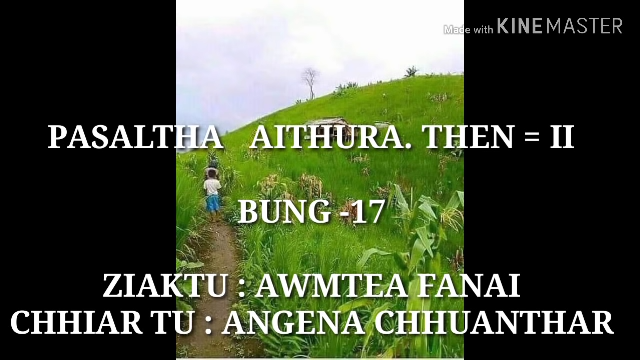 Made with KINEMASTER
PASALTHA AITHURA. THEN = II
BUNG -17
ZIAKTU : AWMTEA FANAI
CHHIAR TU : ANGENA CHHUANTHAR